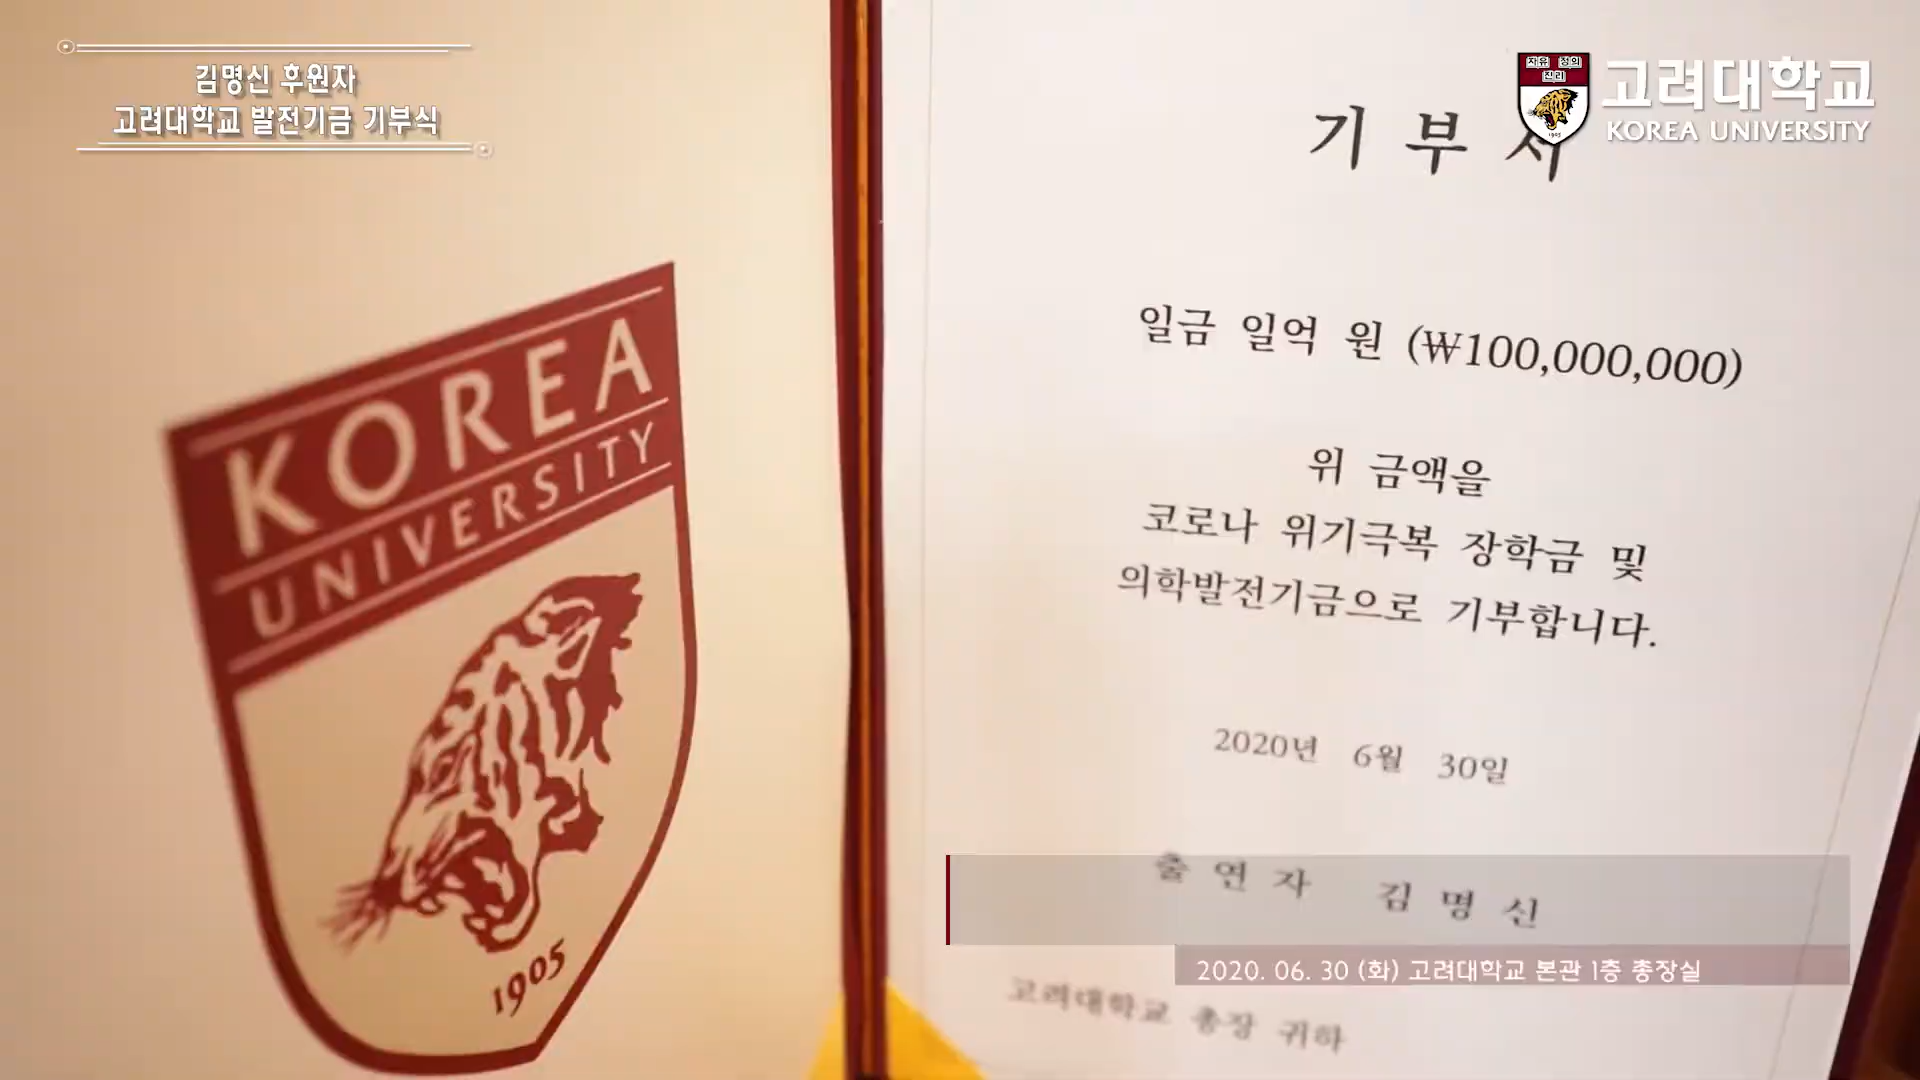 김명신 후원자
고려대학교 발전기금 기부식
자유 정의
진리
1905
고려대학교
KOREA UNIVERSITY
KOREA
UNIVERSITY
1905
기 부 서
일금 일억 원 (₩100,000,000)
위 금액을
코로나 위기극복 장학금 및
의학발전기금으로 기부합니다.
2020년 6월 30일
출 연 자 김 명 신
2020. 06. 30 (화) 고려대학교 본관 1층 총장실
고려대학교 총장 귀하